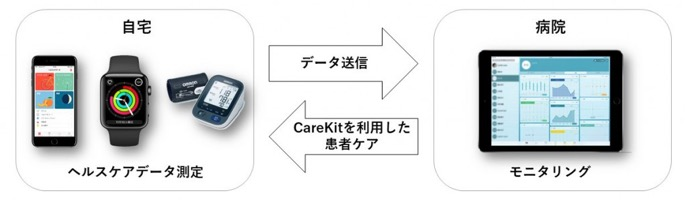 自宅
ヘルスケアデータ測定
データ送信
CareKitを利用した
患者ケア
病院
モニタリング
OMRON